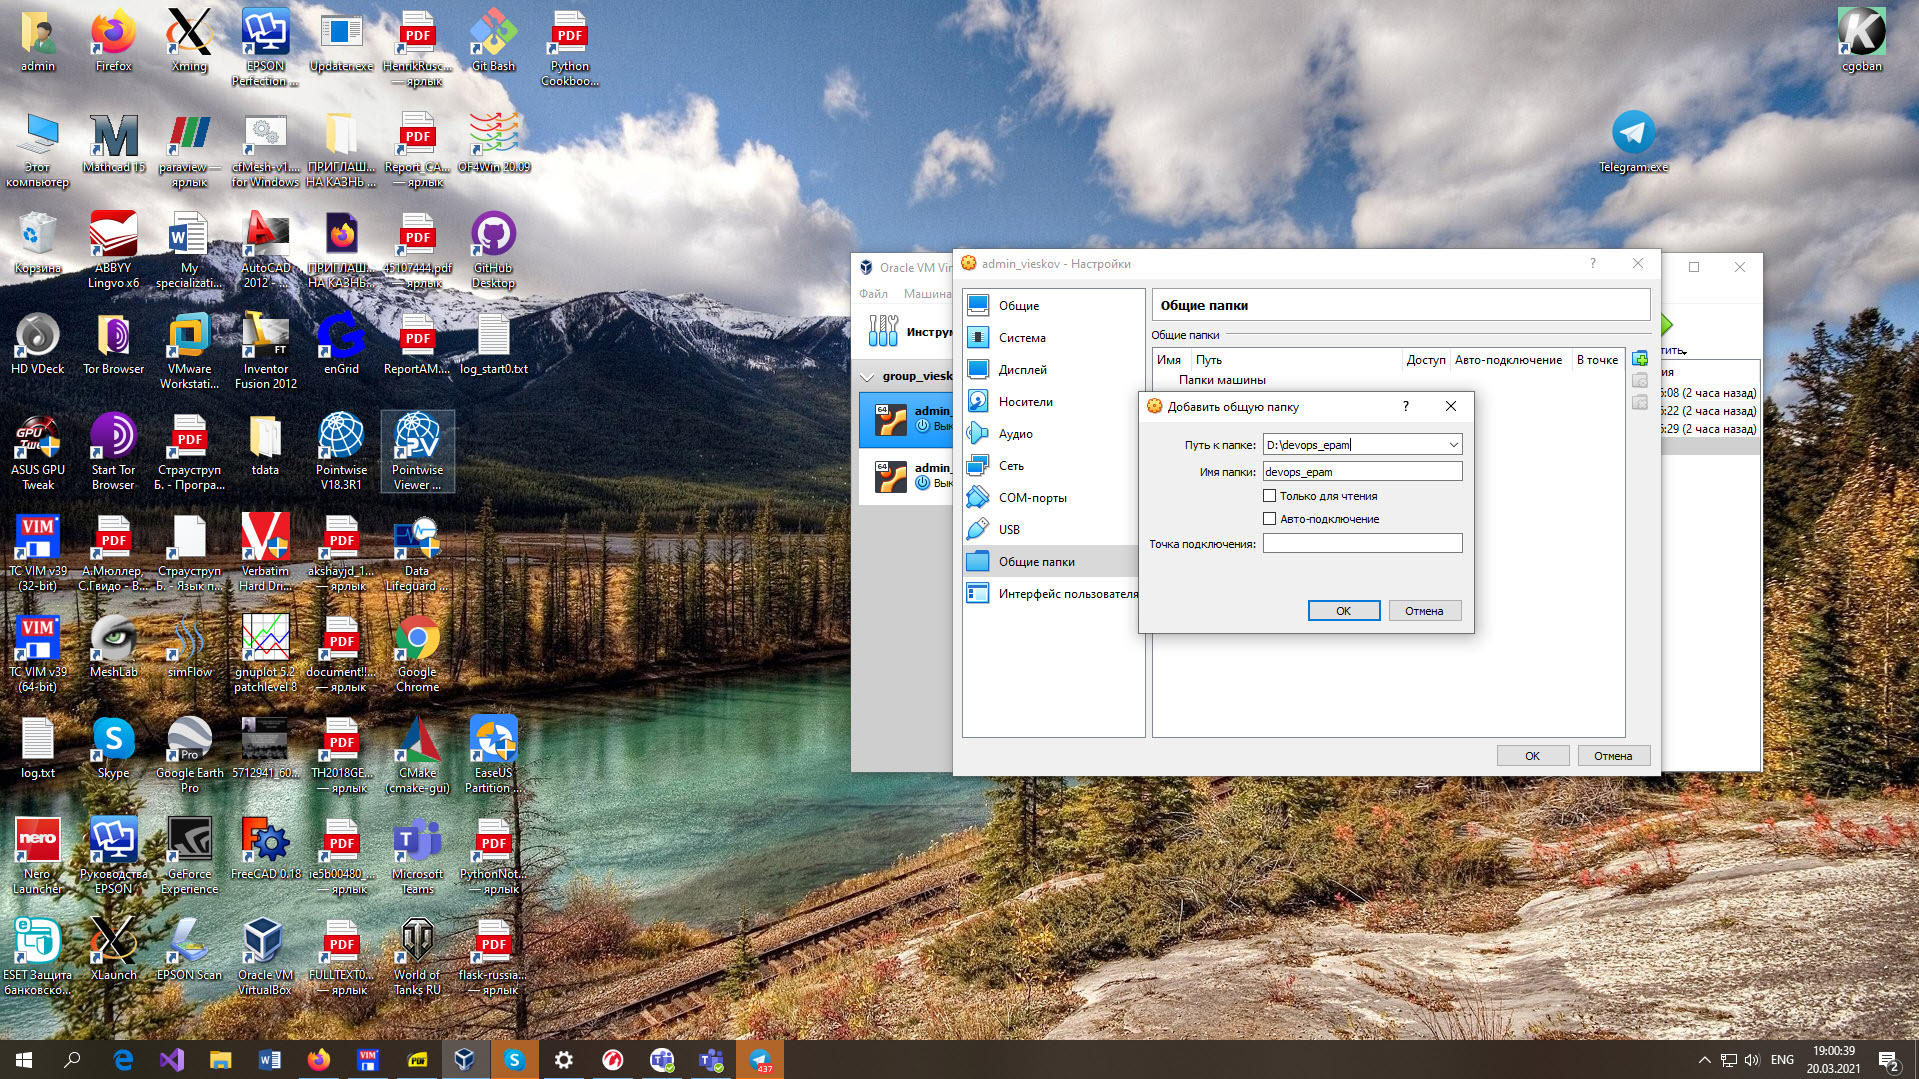 admin
Firefox
Xming
EPSON
Perfection ...
Updater.exe
HenrikRusc...
— ярлык
Git Bash
Python
Cookboo...
cgoban
Этот
компьютер
Mathcad 15
paraview —
ярлык
cfMesh-v1....
for Windows
ПРИГЛАШ...
НА КАЗНЬ ...
Report_CA...
— ярлык
OF4Win 20.09
Telegram.exe
Корзина
ABBYY
Lingvo x6
My
specializati...
AutoCAD
2012 - ...
ПРИГЛАШ...
НА КАЗНЬ...
45107444.pdf
— ярлык
GitHub
Desktop
HD VDeck
Tor Browser
VMware
Workstati...
Inventor
Fusion 2012
enGrid
ReportAM....
log_start0.txt
ASUS GPU
Tweak
Start Tor
Browser
Страуструп
Б. - Програ...
tdata
Pointwise
V18.3R1
Pointwise
Viewer ...
TC VIM v39
(32-bit)
А.Мюллер,
С.Гвидо - В...
Страуструп
Б. - Язык п...
Verbatim
Hard Dri...
akshayjd_1...
— ярлык
Data
Lifeguard ...
TC VIM v39
(64-bit)
MeshLab
simFlow
gnuplot 5.2
patchlevel 8
document!!...
— ярлык
Google
Chrome
log.txt
Skype
Google Earth
Pro
5712941_60...
TH2018GE...
— ярлык
CMake
(cmake-gui)
EaseUS
Partition ...
Nero
Launcher
Руководства
EPSON
GeForce
Experience
FreeCAD 0.18
ie5b00480_...
— ярлык
Microsoft
Teams
PythonNot...
— ярлык
ESET Защита
банковско...
XLaunch
EPSON Scan
Oracle VM
VirtualBox
FULLTEXT0...
— ярлык
World of
Tanks RU
flask-russia...
— ярлык
Oracle VM Vir
Файл Машина
Инструм
group_viesk
64
admin_
Вык
64
admin_
Вык
тить
ия
:08 (2 часа назад)
:22 (2 часа назад)
:29 (2 часа назад)
admin_vieskov - Настройки
?
Общие
Система
Дисплей
Носители
Аудио
Сеть
COM-порты
USB
Общие папки
Интерфейс пользователя
Общие папки
Общие папки
Имя Путь Доступ Авто-подключение В точке
Папки машины
Добавить общую папку
?
Путь к папке: D:\devops_epam
Имя папки: devops_epam
Только для чтения
Авто-подключение
Точка подключения:
OK Отмена
OK Отмена
437
ENG
19:00:39
20.03.2021
2